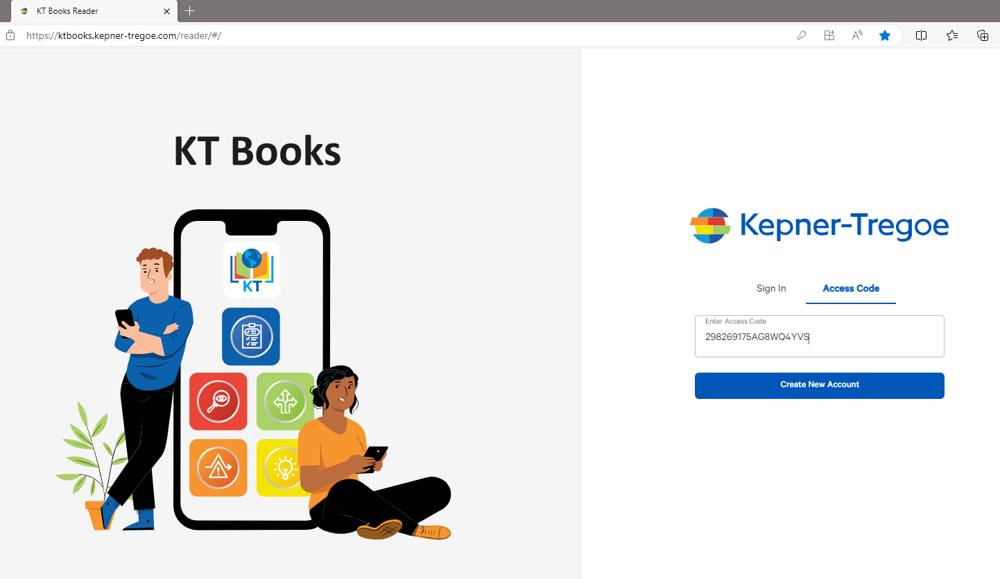 KT Books Reader
https://ktbooks.kepner-tregoe.com/reader/#/
KT Books
KT
Kepner-Tregoe
Sign In
Access Code
Enter Access Code
298269175AG8WQ4YVS
Create New Account